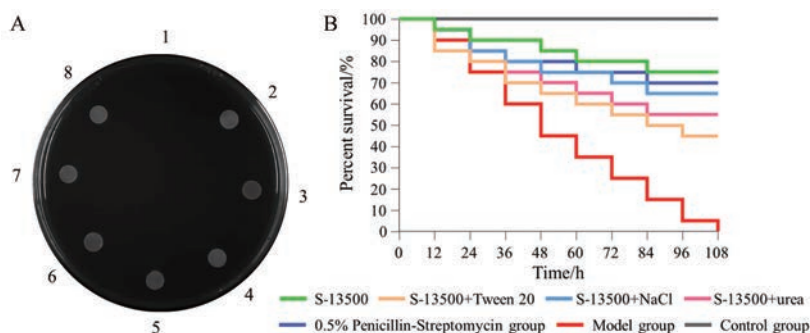 A
1
2
3
4
5
6
7
8
B
Percent survival/%
100
90
80
70
60
50
40
30
20
10
0
0 12 24 36 48 60 72 84 96 108
Time/h
S-13500 S-13500+Tween 20 S-13500+NaCl S-13500+urea
0.5% Penicillin-Streptomycin group Model group Control group